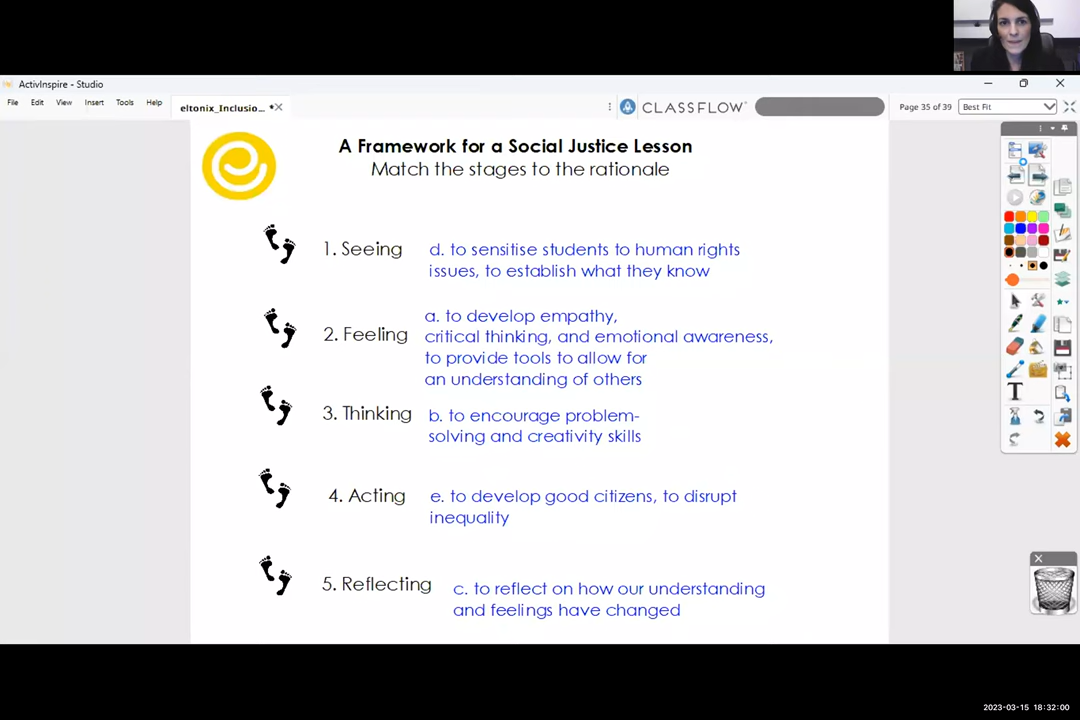 ActivInspire - Studio
File Edit View Insert Tools Help
eltonix_Inclusio... *
CLASSFLOW
Page 35 of 39
Best Fit
A Framework for a Social Justice Lesson
Match the stages to the rationale
1. Seeing
d. to sensitise students to human rights
issues, to establish what they know
2. Feeling
a. to develop empathy,
critical thinking, and emotional awareness,
to provide tools to allow for
an understanding of others
3. Thinking
b. to encourage problem-
solving and creativity skills
4. Acting
e. to develop good citizens, to disrupt
inequality
5. Reflecting
c. to reflect on how our understanding
and feelings have changed
T
2023-03-15 18:32:00